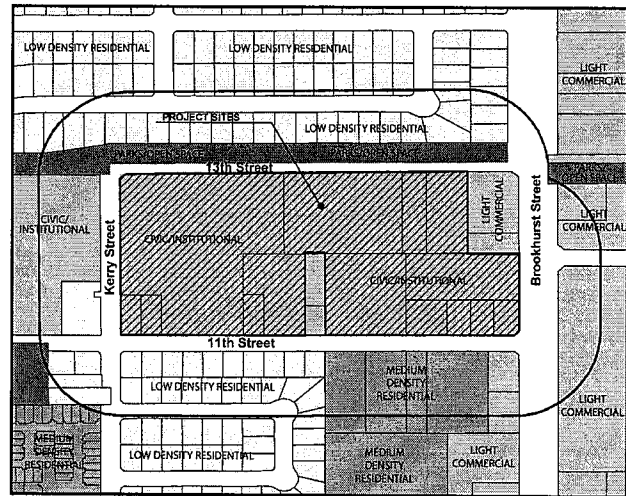 LOW DENSITY RESIDENTIAL
LOW DENSITY RESIDENTIAL
LIGHT
COMMERCIAL
PROJECT SITES
LOW DENSITY RESIDENTIAL
PARKS/OPEN SPACE
PARKS/OPEN SPACE
13th Street
OPEN SPACE
CIVIC/
INSTITUTIONAL
Kerry Street
CIVIC/INSTITUTIONAL
LIGHT
COMMERCIAL
Brookhurst Street
LIGHT
COMMERCIAL
CIVIC/INSTITUTIONAL
11th Street
LOW DENSITY RESIDENTIAL
MEDIUM
DENSITY
RESIDENTIAL
LIGHT
COMMERCIAL
MEDIUM
DENSITY
RESIDENTIAL
LOW DENSITY RESIDENTIAL
MEDIUM
DENSITY
RESIDENTIAL
LIGHT
COMMERCIAL